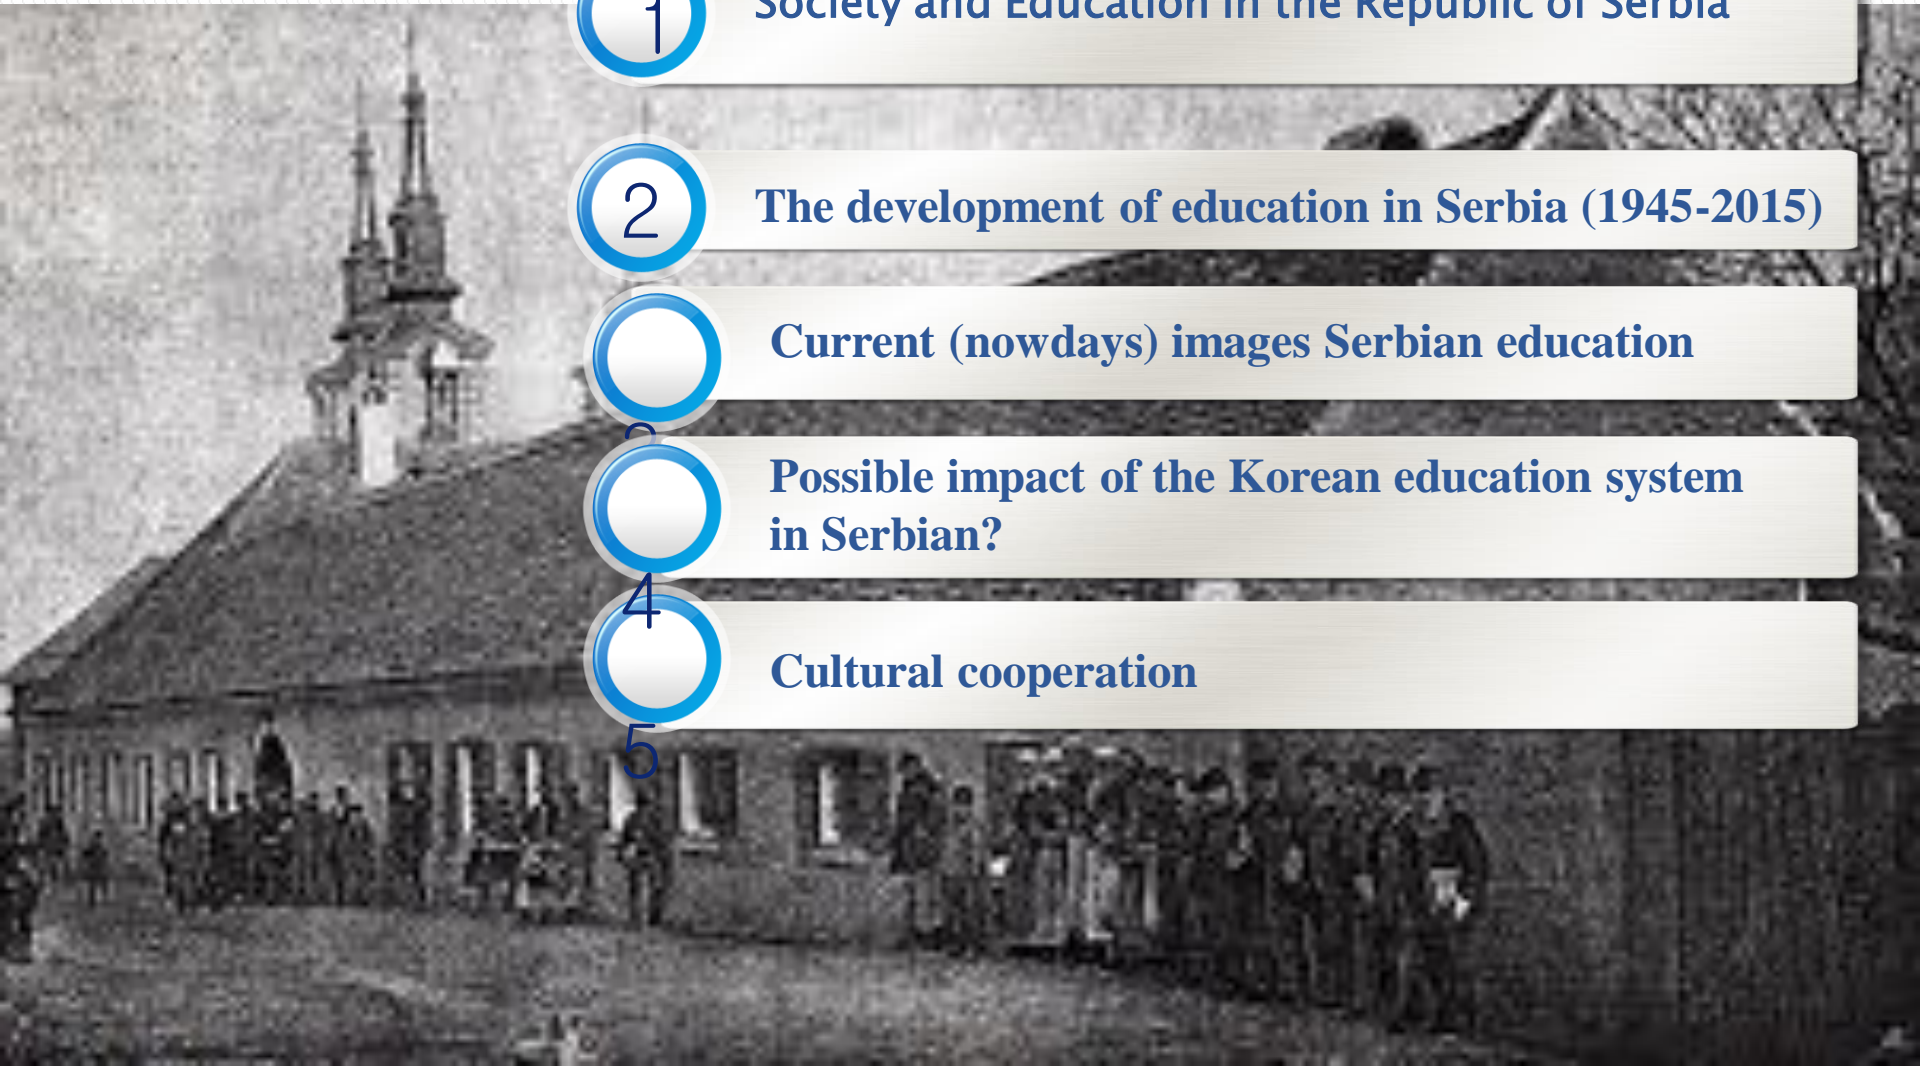 1
Society and Education in the Republic of Serbia
2
The development of education in Serbia (1945-2015)
Current (nowdays) images Serbian education
3
Possible impact of the Korean education system
in Serbian?
4
Cultural cooperation
5